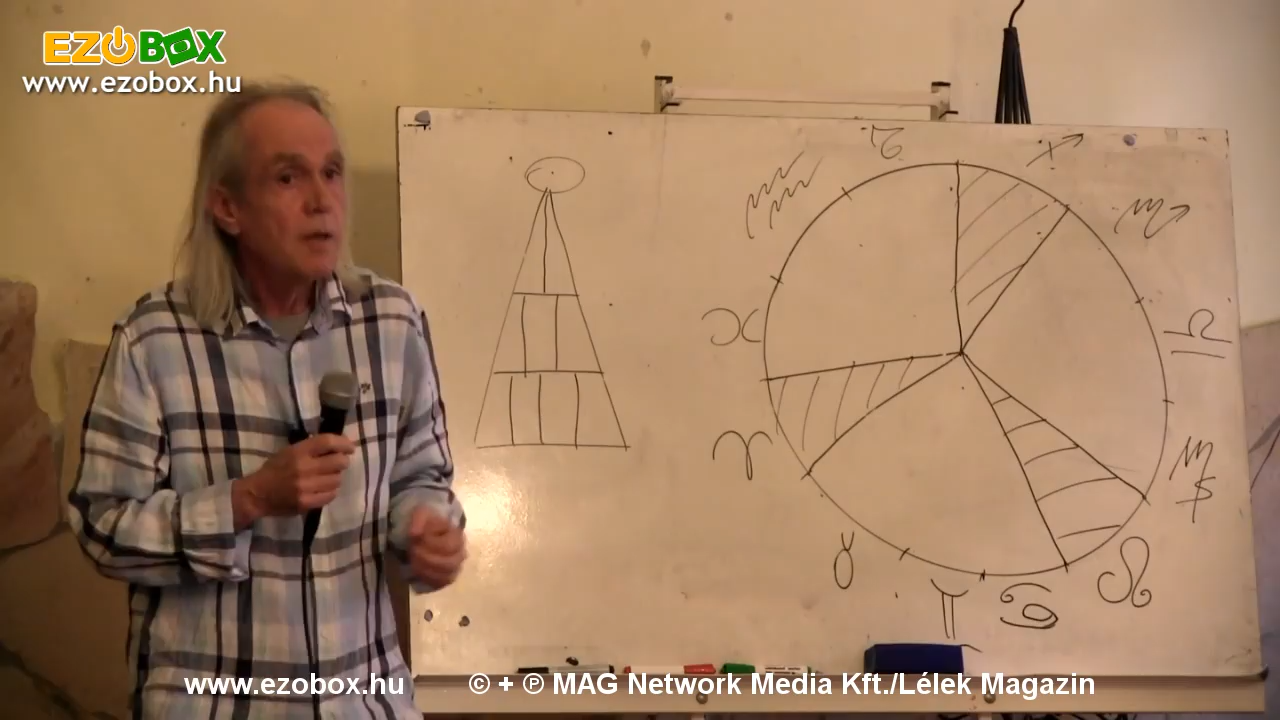 EZOBOX
www.ezobox.hu
♑ ♐
♒ ♏
♓ ♎
♈ ♍
♉ ♌
♊ ♋
www.ezobox.hu © + ℗ MAG Network Media Kft./Lélek Magazin